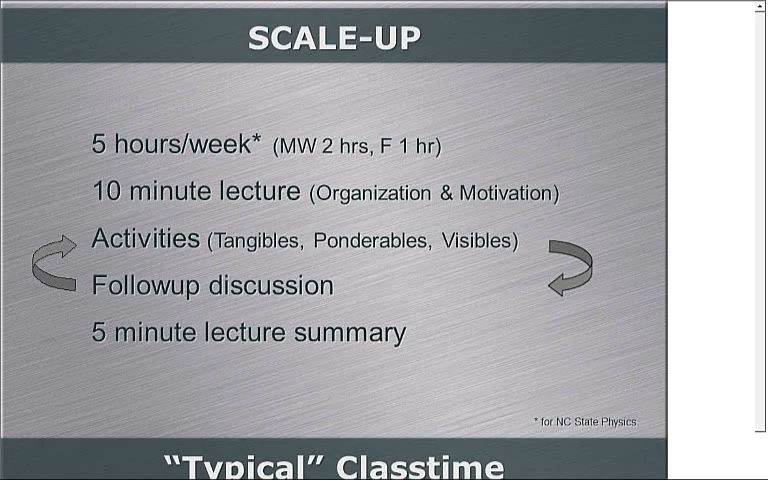 SCALE-UP
5 hours/week* (MW 2 hrs, F 1 hr)
10 minute lecture (Organization & Motivation)
Activities (Tangibles, Ponderables, Visibles)
Followup discussion
5 minute lecture summary
* for NC State Physics
“Typical” Classtime